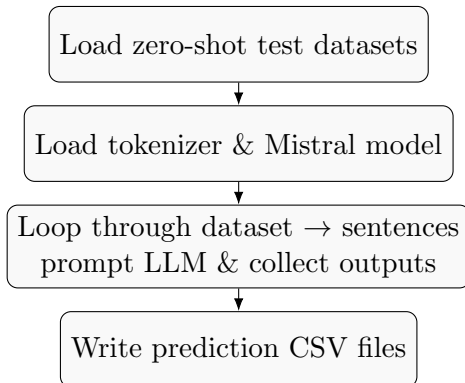 Load zero-shot test datasets
Load tokenizer & Mistral model
Loop through dataset → sentences
prompt LLM & collect outputs
Write prediction CSV files